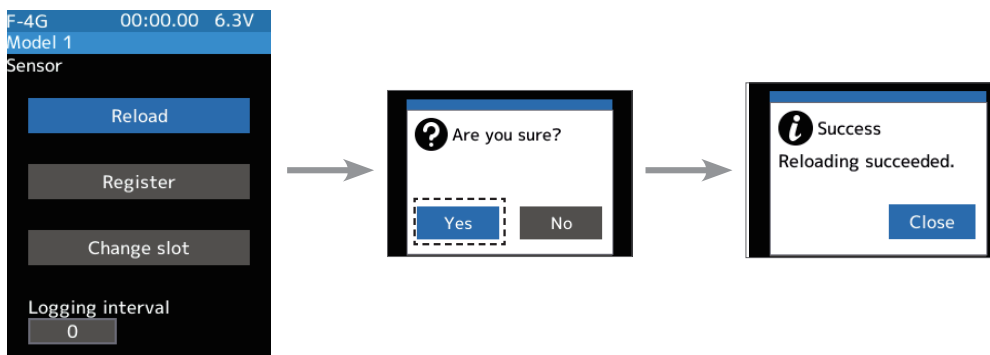 F-4G 00:00.00 6.3V
Model 1
Sensor
Reload
Register
Change slot
Logging interval
0
Are you sure?
Yes No
Success
Reloading succeeded.
Close